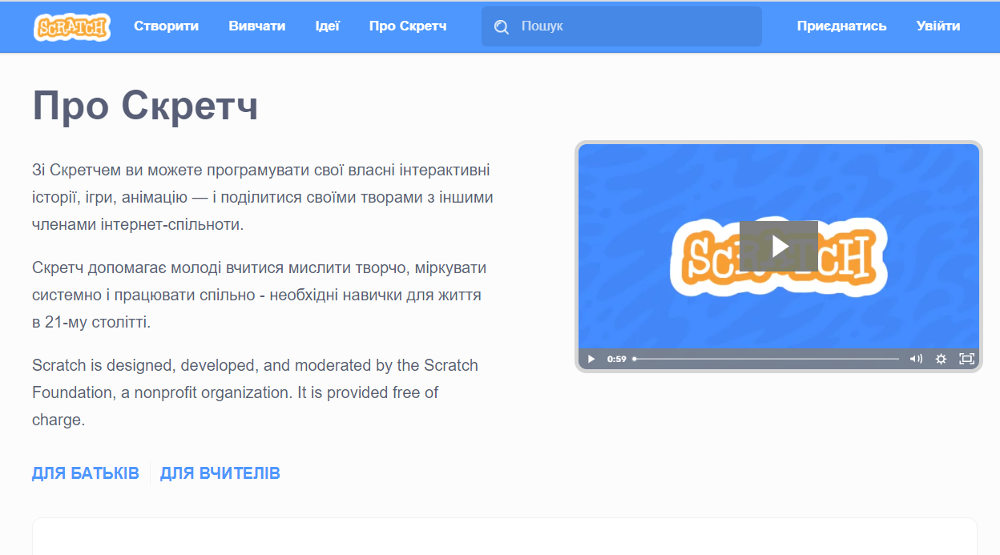 SCRATCH Створити Вивчати Ідеї Про Скретч Пошук Приєднатись Увійти
Про Скретч
Зі Скретчем ви можете програмувати свої власні інтерактивні
історії, ігри, анімацію — і поділитися своїми творами з іншими
членами інтернет-спільноти.
Скретч допомагає молоді вчитися мислити творчо, міркувати
системно і працювати спільно - необхідні навички для життя
в 21-му столітті.
Scratch is designed, developed, and moderated by the Scratch
Foundation, a nonprofit organization. It is provided free of
charge.
ДЛЯ БАТЬКІВ ДЛЯ ВЧИТЕЛІВ
SCRATCH
0:59